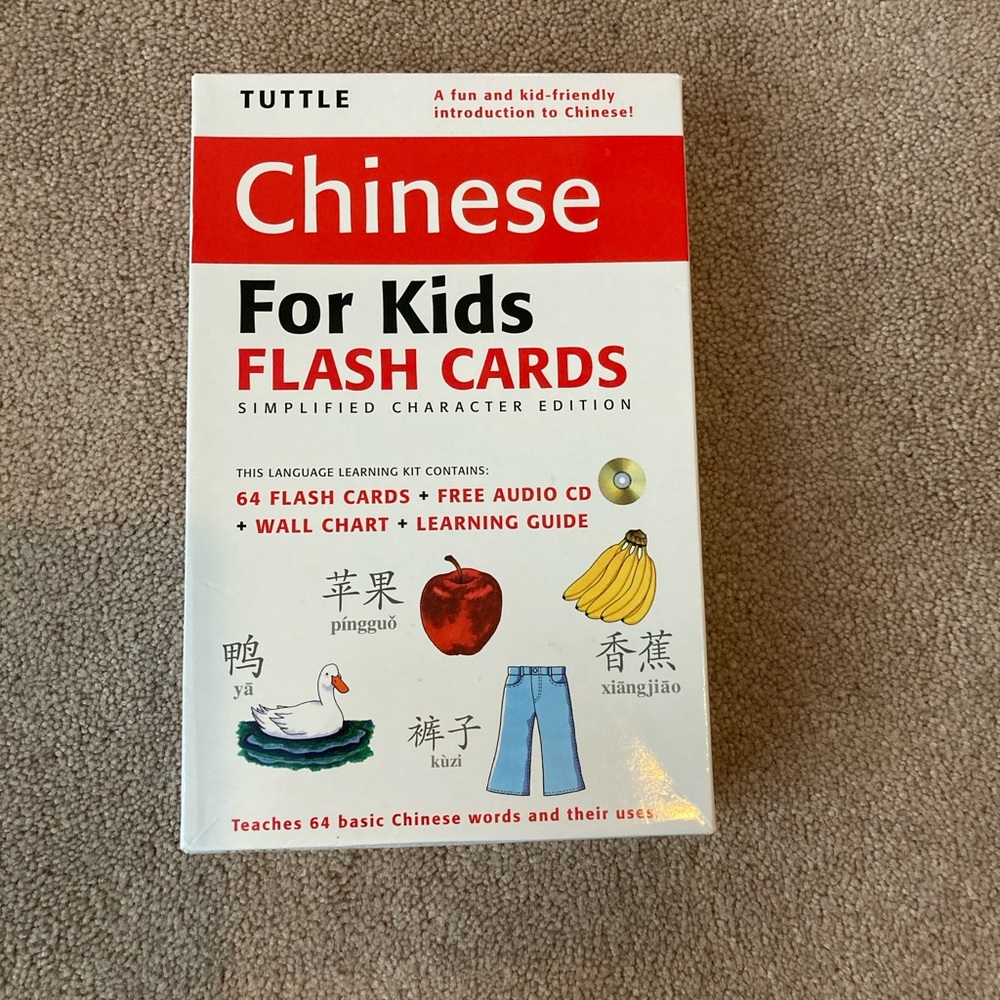 TUTTLE
A fun and kid-friendly
introduction to Chinese!
Chinese
For Kids
FLASH CARDS
SIMPLIFIED CHARACTER EDITION
THIS LANGUAGE LEARNING KIT CONTAINS:
64 FLASH CARDS + FREE AUDIO CD
+ WALL CHART + LEARNING GUIDE
苹果
píngguǒ
鸭
yā
香蕉
xiāngjiāo
裤子
kùzi
Teaches 64 basic Chinese words and their uses.